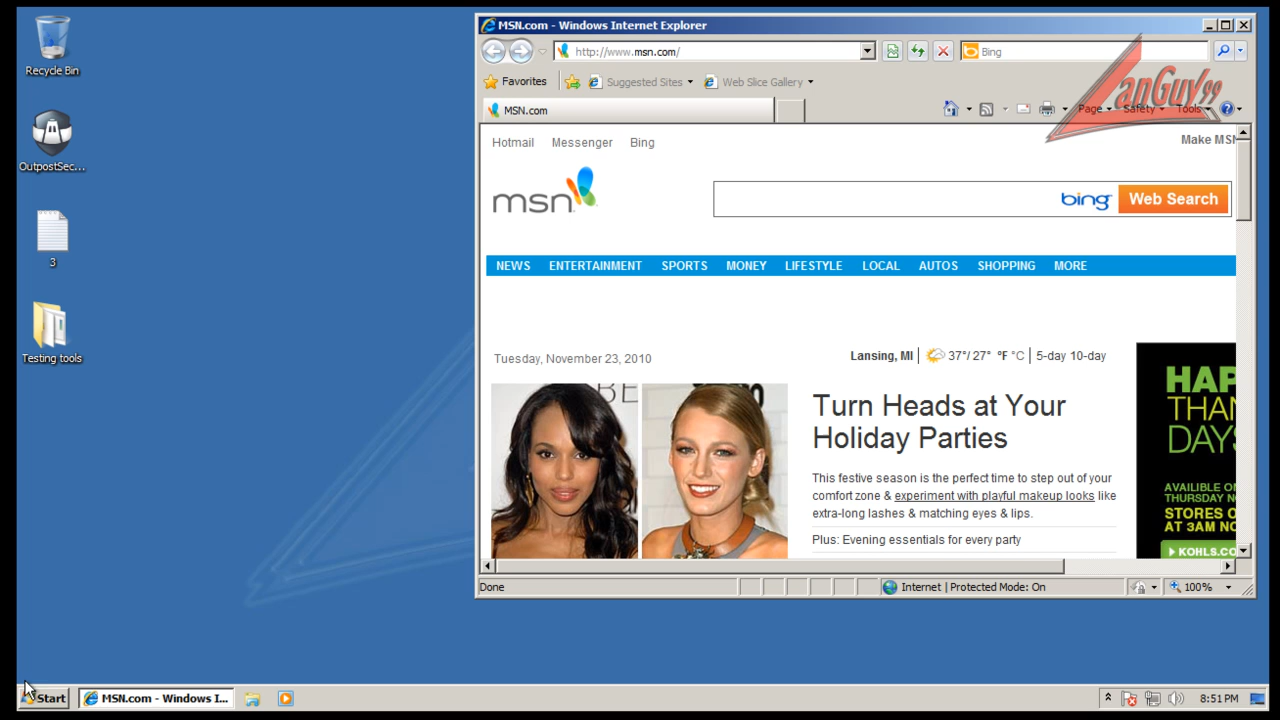 Recycle Bin
OutpostSec...
3
Testing tools
MSN.com - Windows Internet Explorer
http://www.msn.com/
Bing
Favorites
Suggested Sites
Web Slice Gallery
MSN.com
Page
Safety
Tools
anGuy99
Hotmail
Messenger
Bing
Make MSN
msn
bing
Web Search
NEWS
ENTERTAINMENT
SPORTS
MONEY
LIFESTYLE
LOCAL
AUTOS
SHOPPING
MORE
Tuesday, November 23, 2010
Lansing, MI
37°/ 27° °F °C
5-day 10-day
Turn Heads at Your
Holiday Parties
This festive season is the perfect time to step out of your
comfort zone & experiment with playful makeup looks like
extra-long lashes & matching eyes & lips.
Plus: Evening essentials for every party
HAP
THAN
DAYS
AVAILIBLE ON
THURSDAY N
STORES O
AT 3AM NO
KOHLS.CO
Done
Internet | Protected Mode: On
100%
Start
MSN.com - Windows I...
8:51 PM